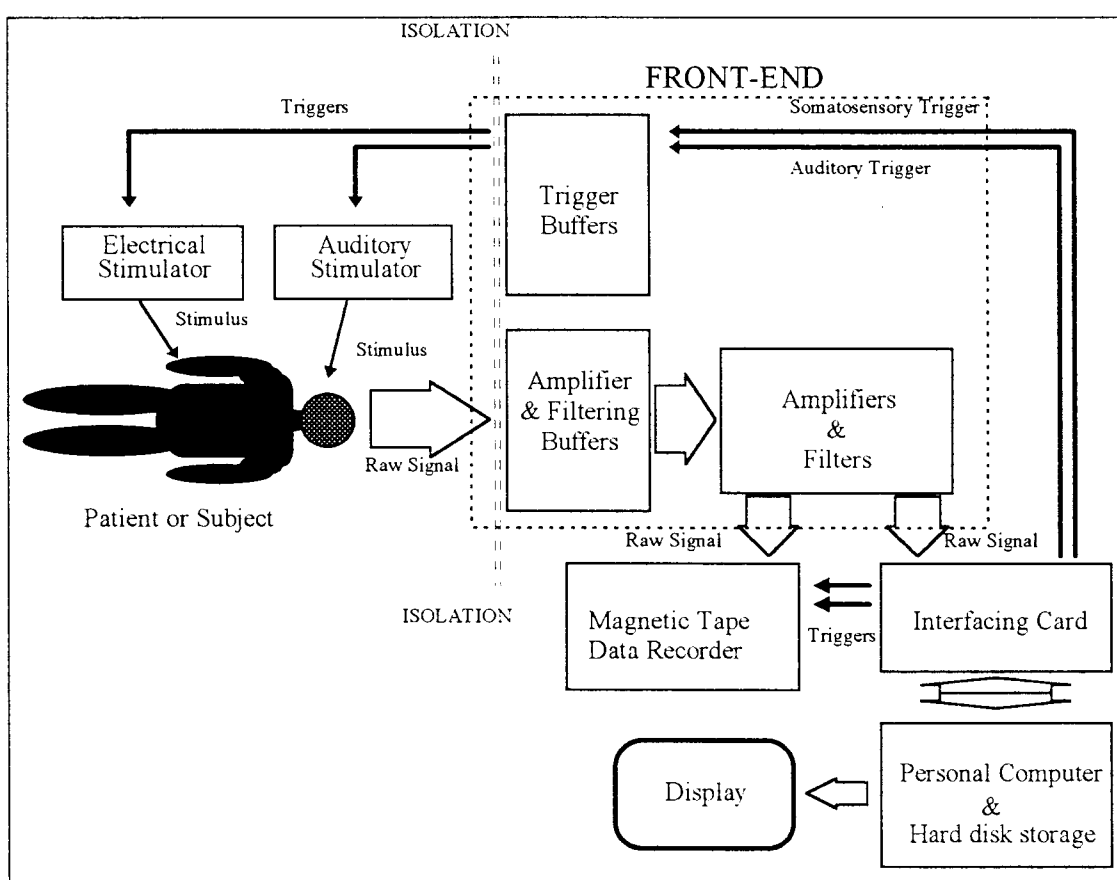 ISOLATION
FRONT-END
Triggers
Somatosensory Trigger
Auditory Trigger
Trigger
Buffers
Electrical
Stimulator
Auditory
Stimulator
Stimulus
Stimulus
Amplifier
& Filtering
Buffers
Amplifiers
&
Filters
Raw Signal
Patient or Subject
Raw Signal
Raw Signal
ISOLATION
Magnetic Tape
Data Recorder
Triggers
Interfacing Card
Display
Personal Computer
&
Hard disk storage